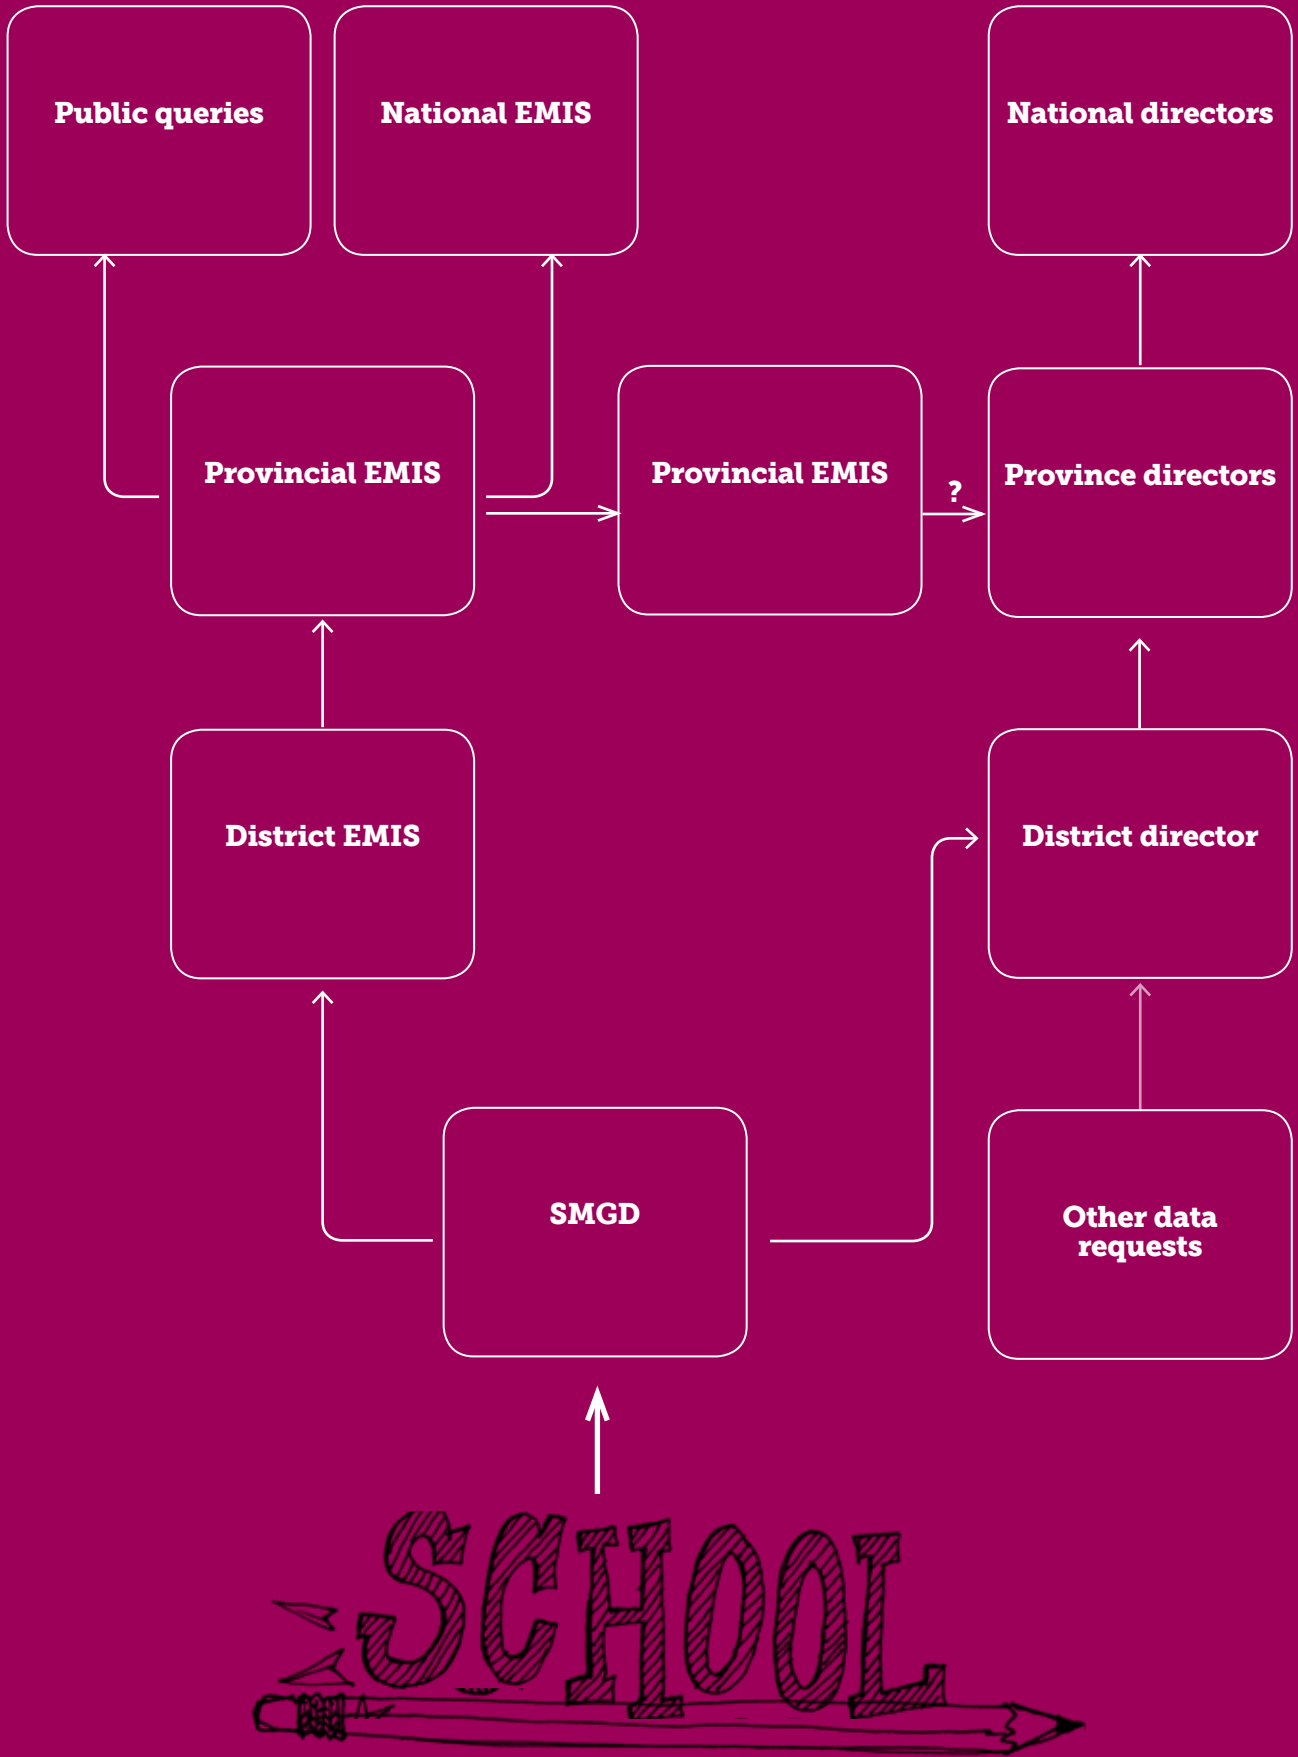 Public queries
National EMIS
National directors
Provincial EMIS
Provincial EMIS
?
Province directors
District EMIS
District director
SMGD
Other data
requests
SCHOOL